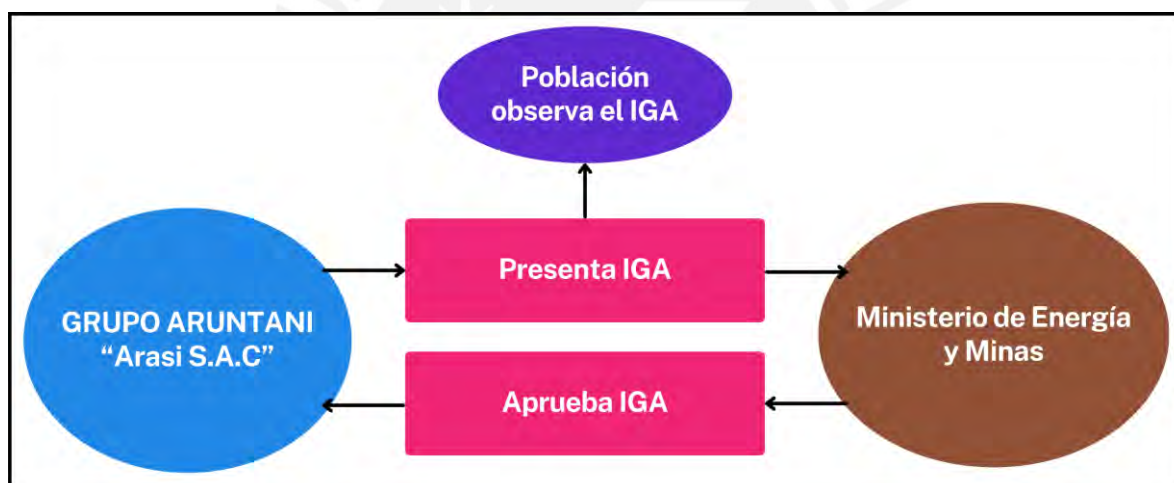 Población
observa el IGA
Presenta IGA
GRUPO ARUNTANI
“Arasi S.A.C”
Ministerio de Energía
y Minas
Aprueba IGA